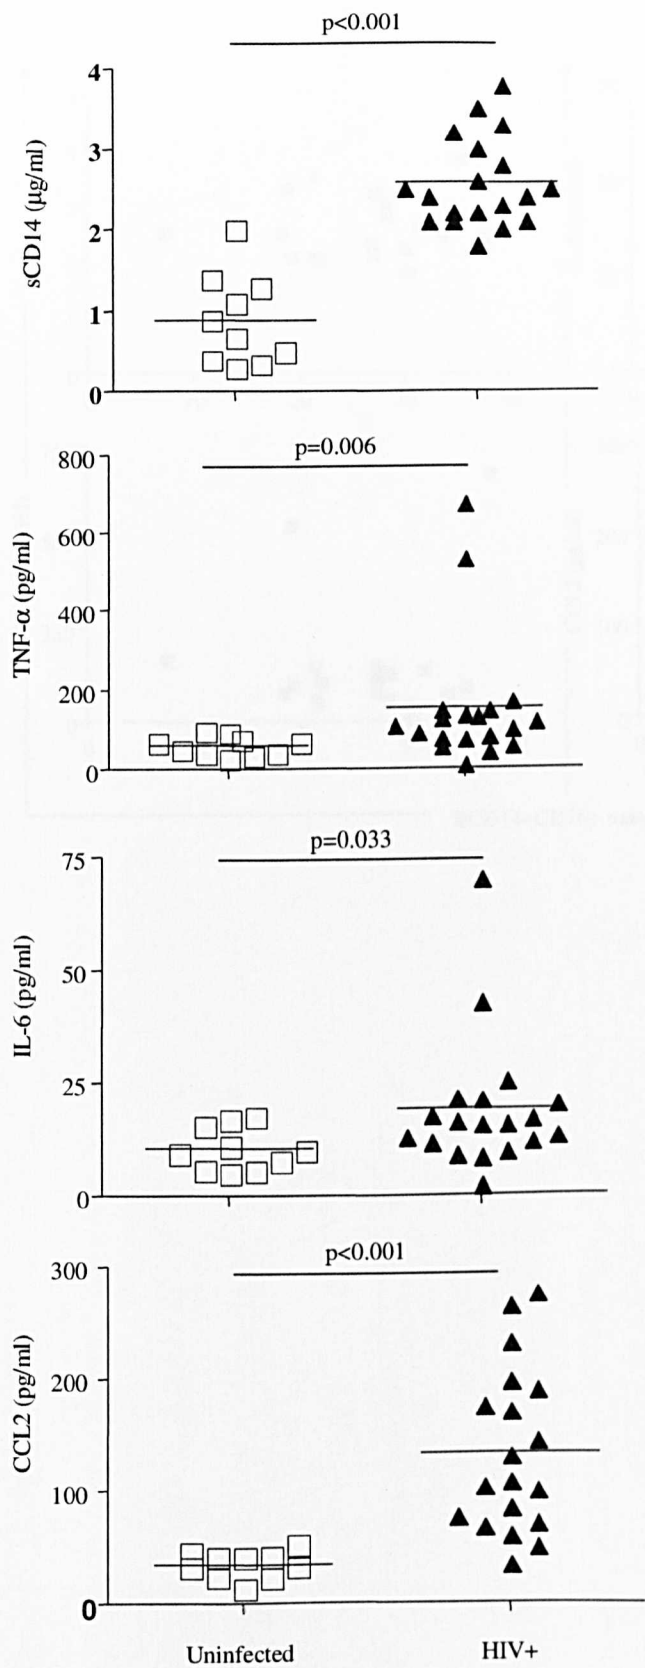 p<0.001
4
3
2
1
0
sCD14 (μg/ml)
p=0.006
800
600
400
200
0
TNF-α (pg/ml)
p=0.033
75
50
25
0
IL-6 (pg/ml)
p<0.001
300
200
100
0
CCL2 (pg/ml)
Uninfected HIV+